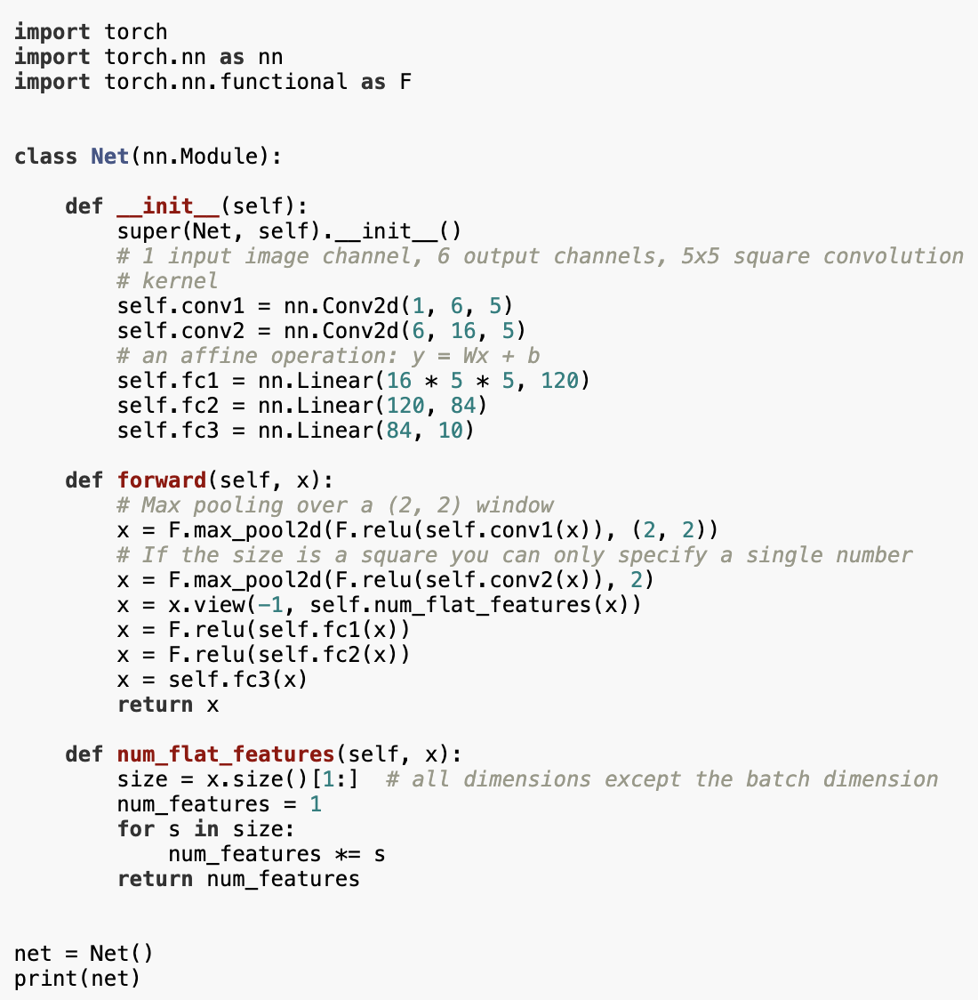 import torch
import torch.nn as nn
import torch.nn.functional as F
class Net(nn.Module):
    def __init__(self):
        super(Net, self).__init__()
        # 1 input image channel, 6 output channels, 5x5 square convolution
        # kernel
        self.conv1 = nn.Conv2d(1, 6, 5)
        self.conv2 = nn.Conv2d(6, 16, 5)
        # an affine operation: y = Wx + b
        self.fc1 = nn.Linear(16 * 5 * 5, 120)
        self.fc2 = nn.Linear(120, 84)
        self.fc3 = nn.Linear(84, 10)
    def forward(self, x):
        # Max pooling over a (2, 2) window
        x = F.max_pool2d(F.relu(self.conv1(x)), (2, 2))
        # If the size is a square you can only specify a single number
        x = F.max_pool2d(F.relu(self.conv2(x)), 2)
        x = x.view(-1, self.num_flat_features(x))
        x = F.relu(self.fc1(x))
        x = F.relu(self.fc2(x))
        x = self.fc3(x)
        return x
    def num_flat_features(self, x):
        size = x.size()[1:]  # all dimensions except the batch dimension
        num_features = 1
        for s in size:
            num_features *= s
        return num_features
net = Net()
print(net)